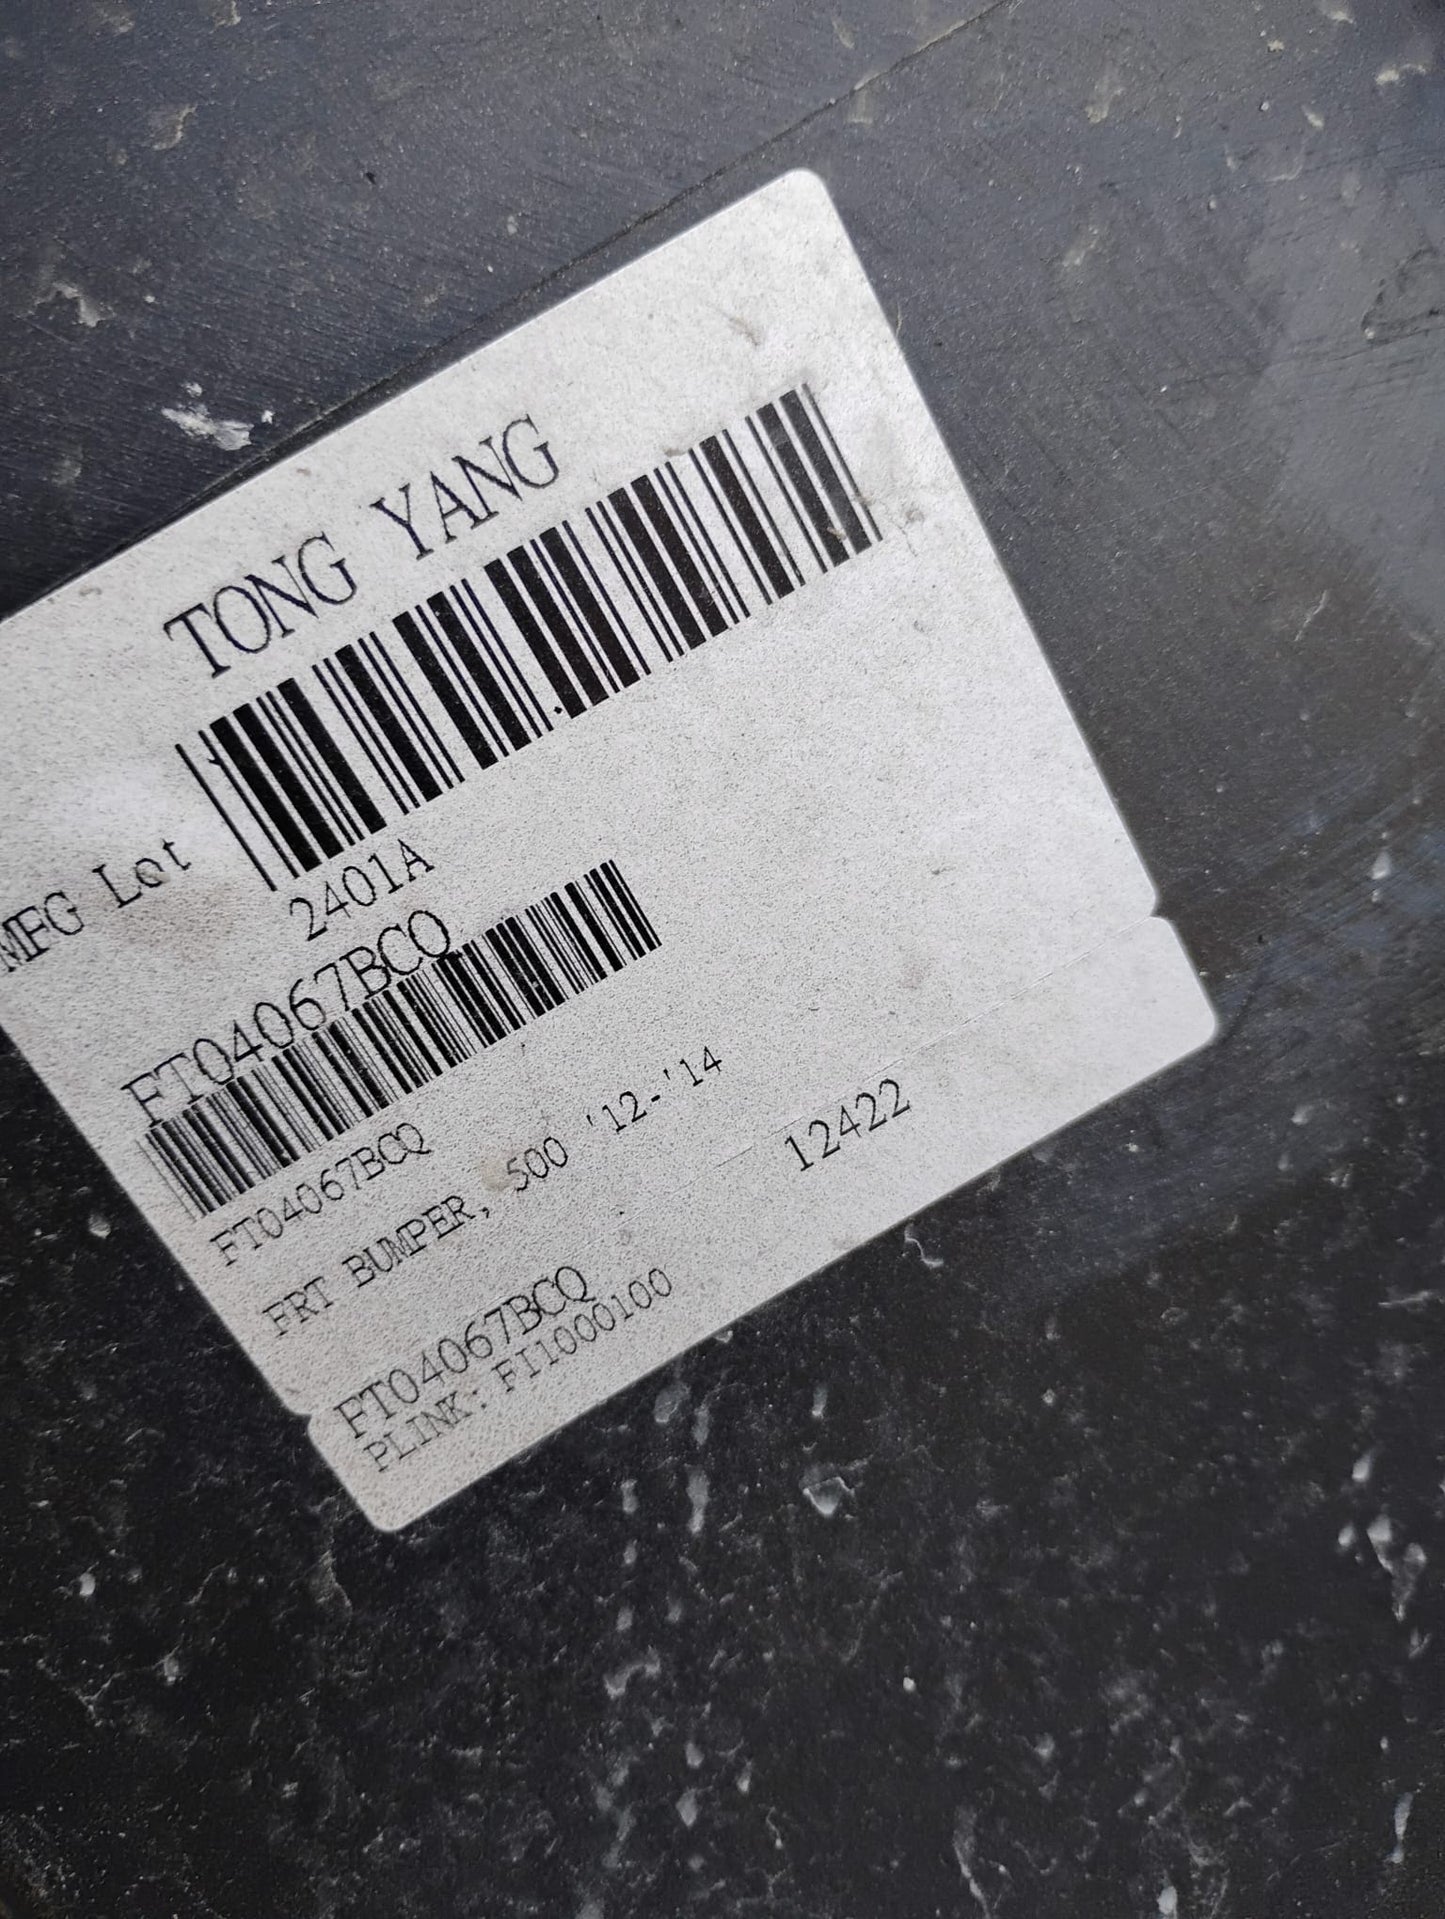 TONG YANG
MFG Lot
2401A
FT04067BCQ
FT04067BCQ
FRT BUMPER, 500 '12-'14
12422
FT04067BCQ
PLINK: FI1000100